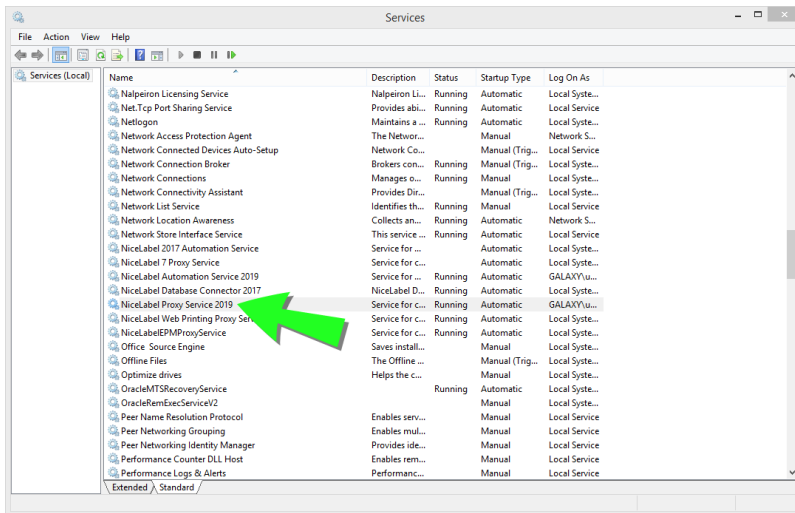 Services
File Action View Help
Services (Local)
Name Description Status Startup Type Log On As
Nalpeiron Licensing Service Nalpeiron Li... Running Automatic Local Syste...
Net.Tcp Port Sharing Service Provides abi... Running Automatic Local Service
Netlogon Maintains a ... Running Automatic Local Syste...
Network Access Protection Agent The Networ... Manual Network S...
Network Connected Devices Auto-Setup Network Co... Manual (Trig... Local Service
Network Connection Broker Brokers con... Running Manual (Trig... Local Syste...
Network Connections Manages o... Running Manual Local Syste...
Network Connectivity Assistant Provides Dir... Manual (Trig... Local Syste...
Network List Service Identifies th... Running Manual Local Service
Network Location Awareness Collects an... Running Automatic Network S...
Network Store Interface Service This service ... Running Automatic Local Service
NiceLabel 2017 Automation Service Service for ... Automatic Local Syste...
NiceLabel 7 Proxy Service Service for c... Automatic Local Syste...
NiceLabel Automation Service 2019 Service for ... Running Automatic GALAXY\u...
NiceLabel Database Connector 2017 NiceLabel D... Running Automatic Local Syste...
NiceLabel Proxy Service 2019 Service for c... Running Automatic GALAXY\u...
NiceLabel Web Printing Proxy Service for c... Running Automatic Local Syste...
NiceLabelEPMProxyService Service for c... Running Automatic Local Syste...
Office Source Engine Saves install... Manual Local Syste...
Offline Files The Offline ... Manual (Trig... Local Syste...
Optimize drives Helps the c... Manual Local Syste...
OracleMTSRecoveryService Running Automatic Local Syste...
OracleRemExecServiceV2 Manual Local Syste...
Peer Name Resolution Protocol Enables serv... Manual Local Service
Peer Networking Grouping Enables mul... Manual Local Service
Peer Networking Identity Manager Provides ide... Manual Local Service
Performance Counter DLL Host Enables rem... Manual Local Service
Performance Logs & Alerts Performanc... Manual Local Service
Extended Standard